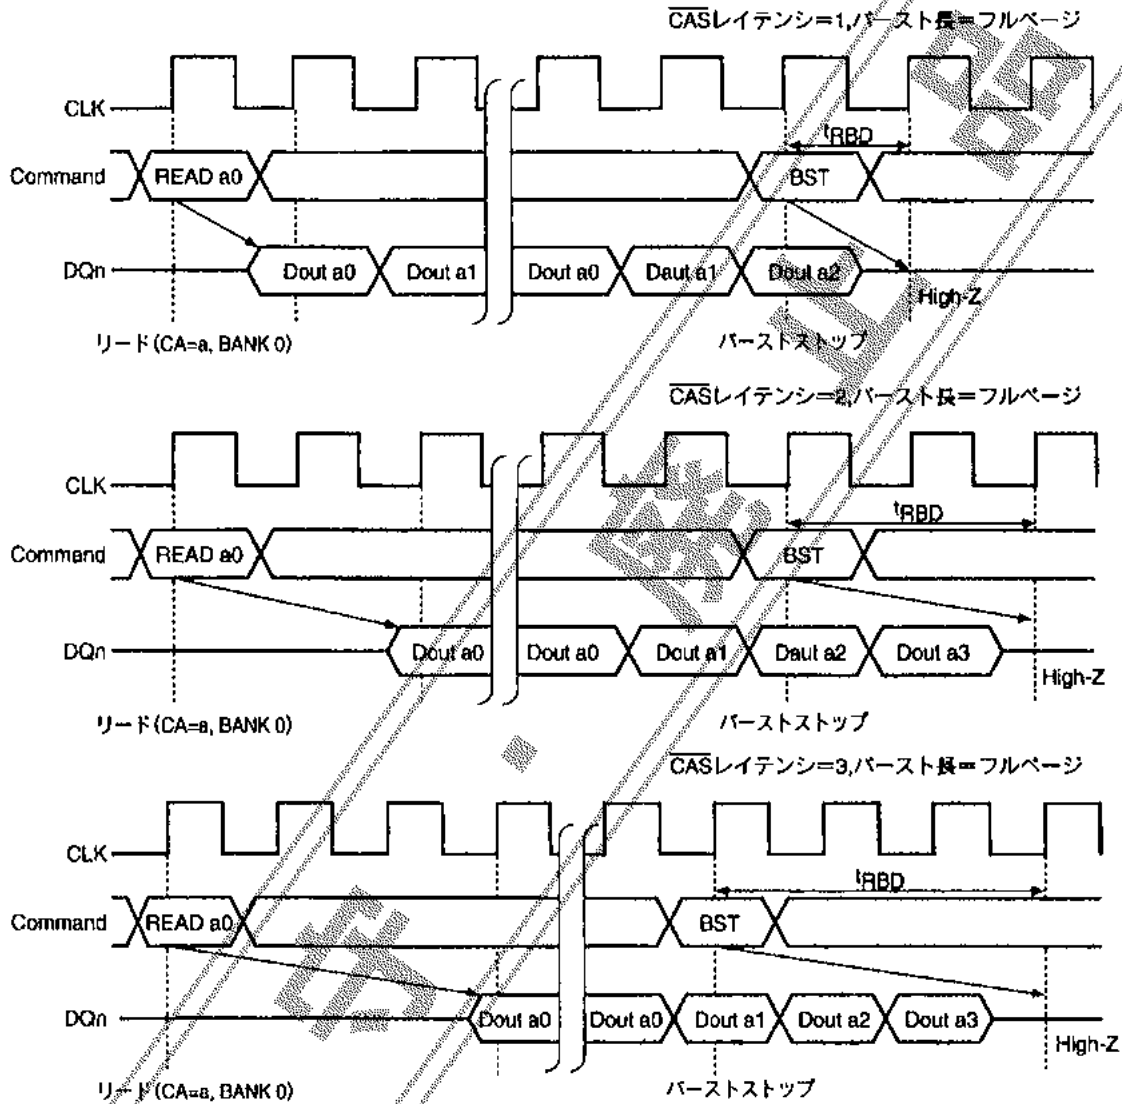 CASレイテンシ=1,バースト長=フルページ
CLK
tRBD
Command READ a0 BST
DQn Dout a0 Dout a1 Dout a0 Daut a1 Dout a2
High-Z
リード(CA=a, BANK 0) バーストストップ
CASレイテンシ=2,バースト長=フルページ
CLK
tRBD
Command READ a0 BST
DQn Dout a0 Dout a0 Dout a1 Daut a2 Dout a3
High-Z
リード(CA=a, BANK 0) バーストストップ
CASレイテンシ=3,バースト長=フルページ
CLK
tRBD
Command READ a0 BST
DQn Dout a0 Dout a0 Dout a1 Dout a2 Dout a3
High-Z
リード(CA=a, BANK 0) バーストストップ